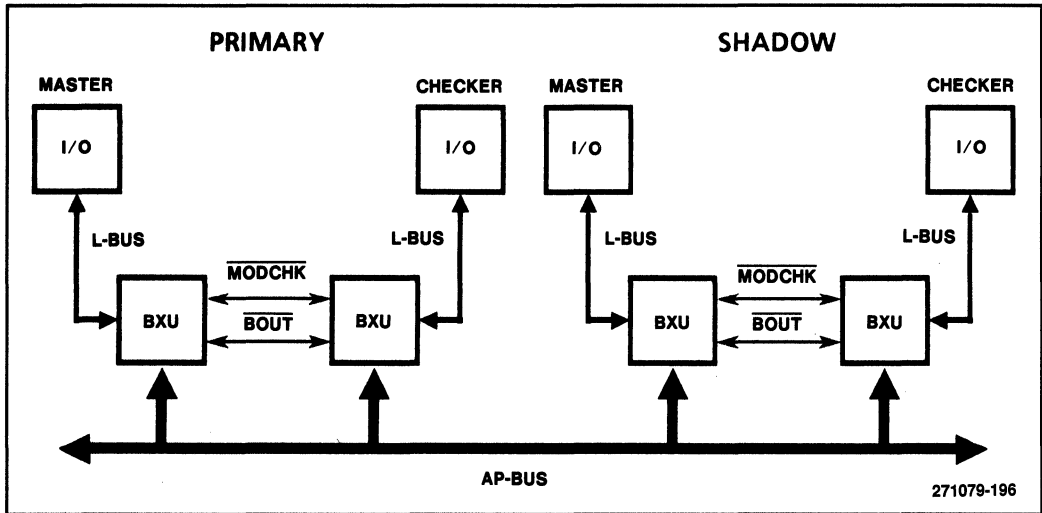 PRIMARY
SHADOW
MASTER
CHECKER
MASTER
CHECKER
I/O
I/O
I/O
I/O
L-BUS
L-BUS
L-BUS
L-BUS
MODCHK
MODCHK
BXU
BOUT
BXU
BXU
BOUT
BXU
AP-BUS
271079-196